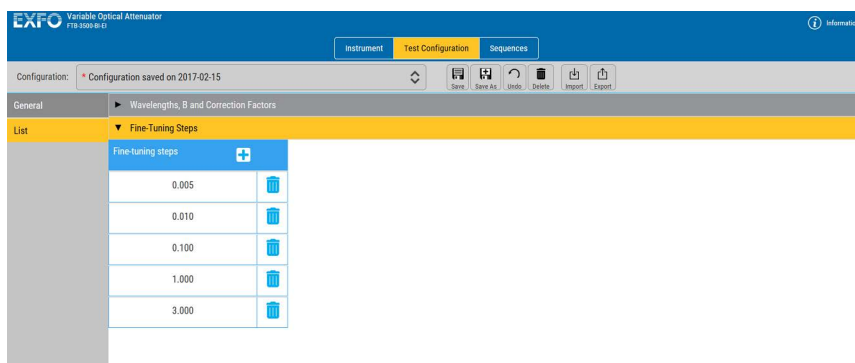 EXFO Variable Optical Attenuator
FTB-3500-BI-EI
Informatio
Instrument Test Configuration Sequences
Configuration: * Configuration saved on 2017-02-15
Save Save As Undo Delete Import Export
General
▶ Wavelengths, B and Correction Factors
List
▼ Fine-Tuning Steps
Fine-tuning steps
0.005
0.010
0.100
1.000
3.000